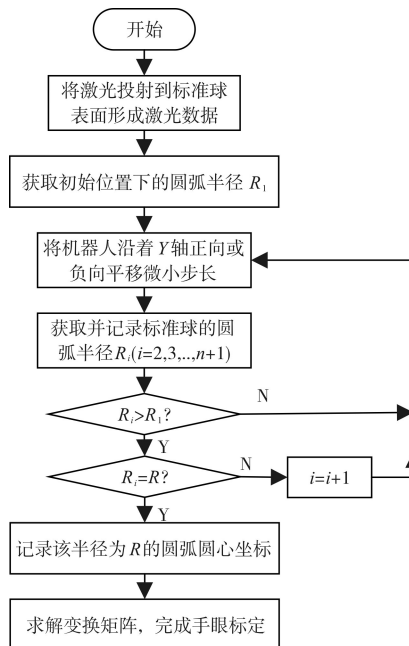 开始
将激光投射到标准球
表面形成激光数据
获取初始位置下的圆弧半径 R₁
将机器人沿着 Y 轴正向或
负向平移微小步长
获取并记录标准球的圆
弧半径 Rᵢ(i=2,3,..,n+1)
Rᵢ>R₁?
N
Y
Rᵢ=R?
N
i=i+1
Y
记录该半径为 R 的圆弧圆心坐标
求解变换矩阵，完成手眼标定